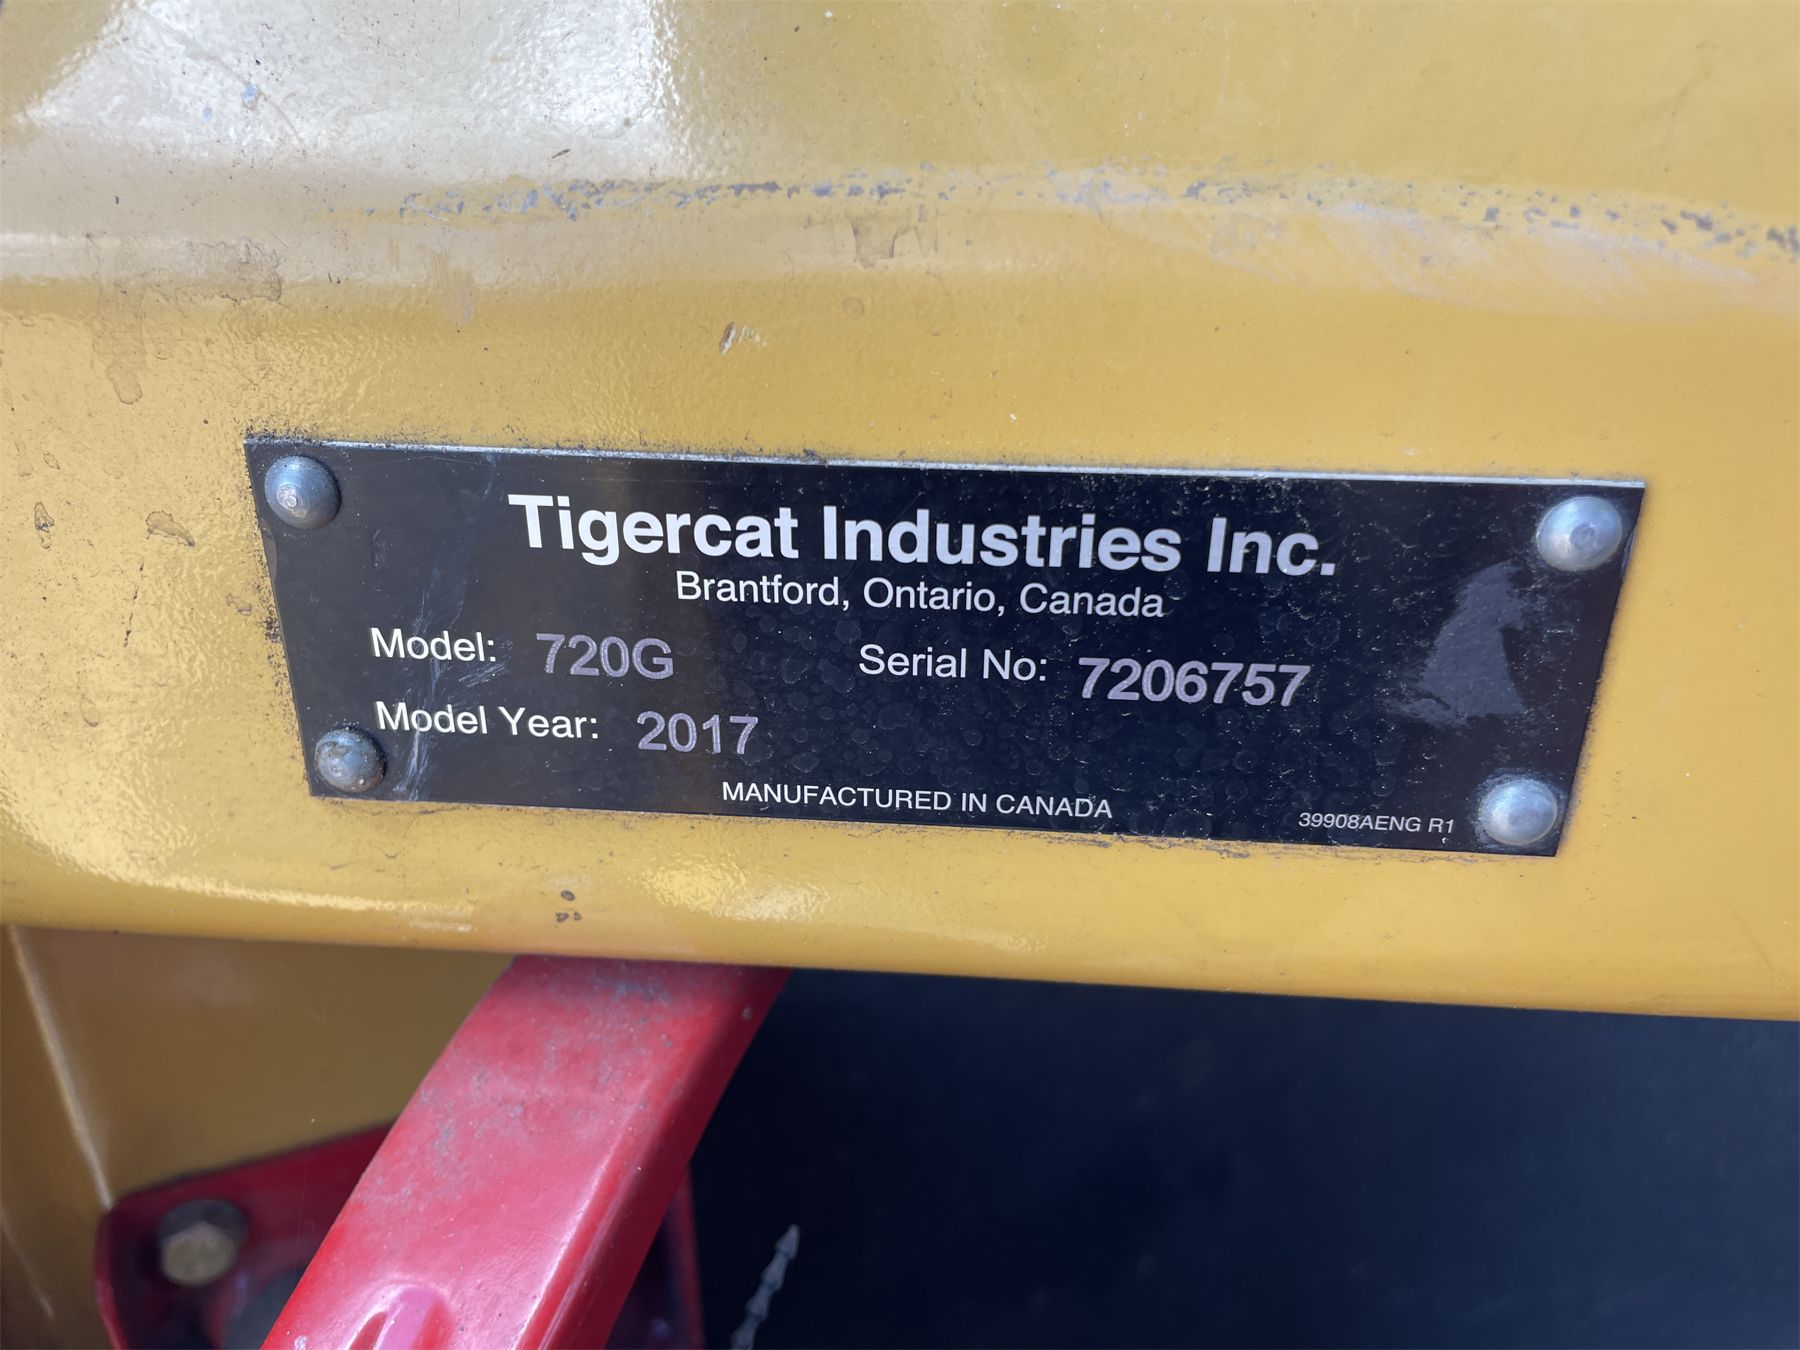 Tigercat Industries Inc.
Brantford, Ontario, Canada
Model: 720G Serial No: 7206757
Model Year: 2017
MANUFACTURED IN CANADA
39908AENG R1